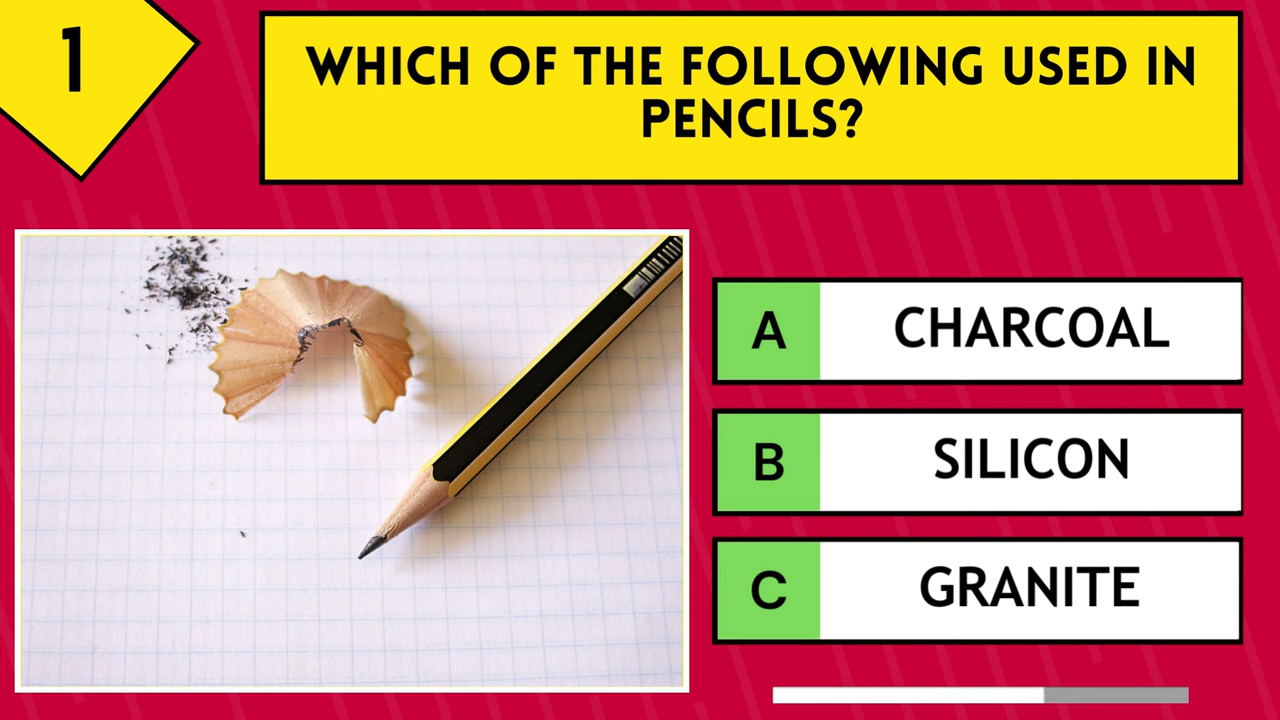 1
WHICH OF THE FOLLOWING USED IN
PENCILS?
A CHARCOAL
B SILICON
C GRANITE